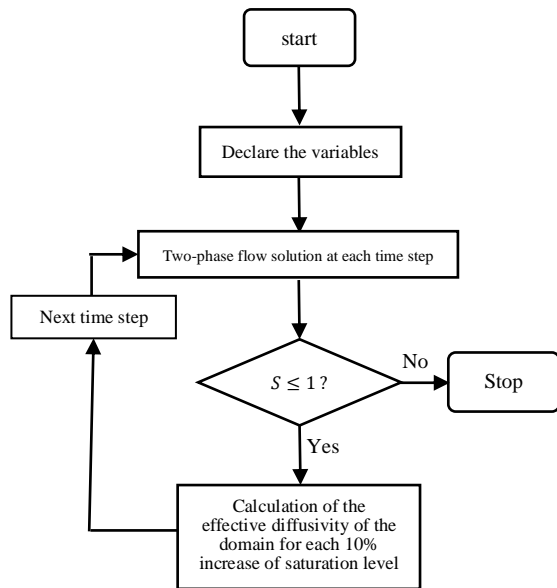 start
Declare the variables
Two-phase flow solution at each time step
Next time step
S ≤ 1 ?
No
Stop
Yes
Calculation of the
effective diffusivity of the
domain for each 10%
increase of saturation level